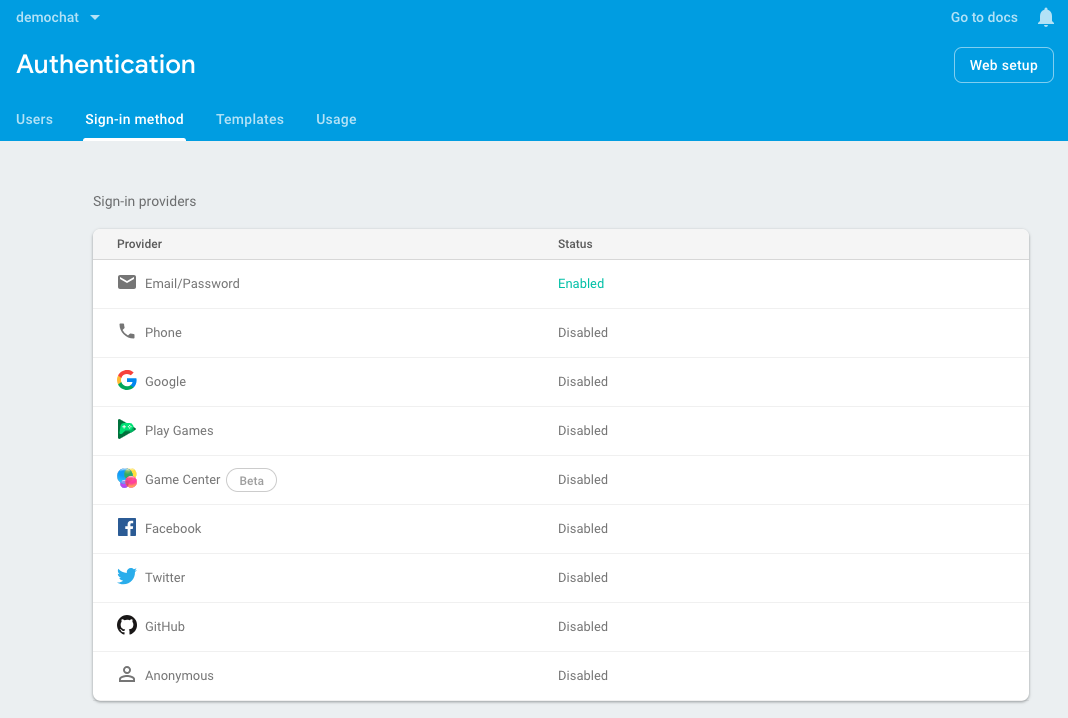 demochat Go to docs
Authentication Web setup
Users Sign-in method Templates Usage
Sign-in providers
Provider Status
Email/Password Enabled
Phone Disabled
Google Disabled
Play Games Disabled
Game Center Beta Disabled
Facebook Disabled
Twitter Disabled
GitHub Disabled
Anonymous Disabled